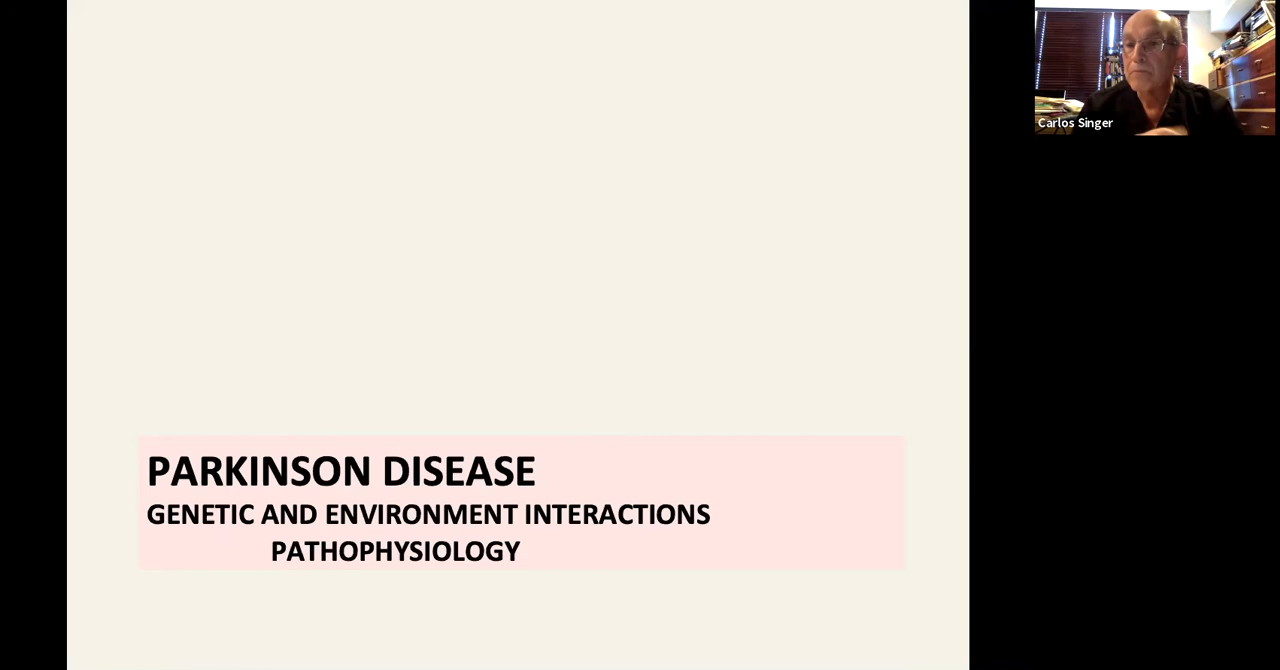 PARKINSON DISEASE
GENETIC AND ENVIRONMENT INTERACTIONS
PATHOPHYSIOLOGY
Carlos Singer